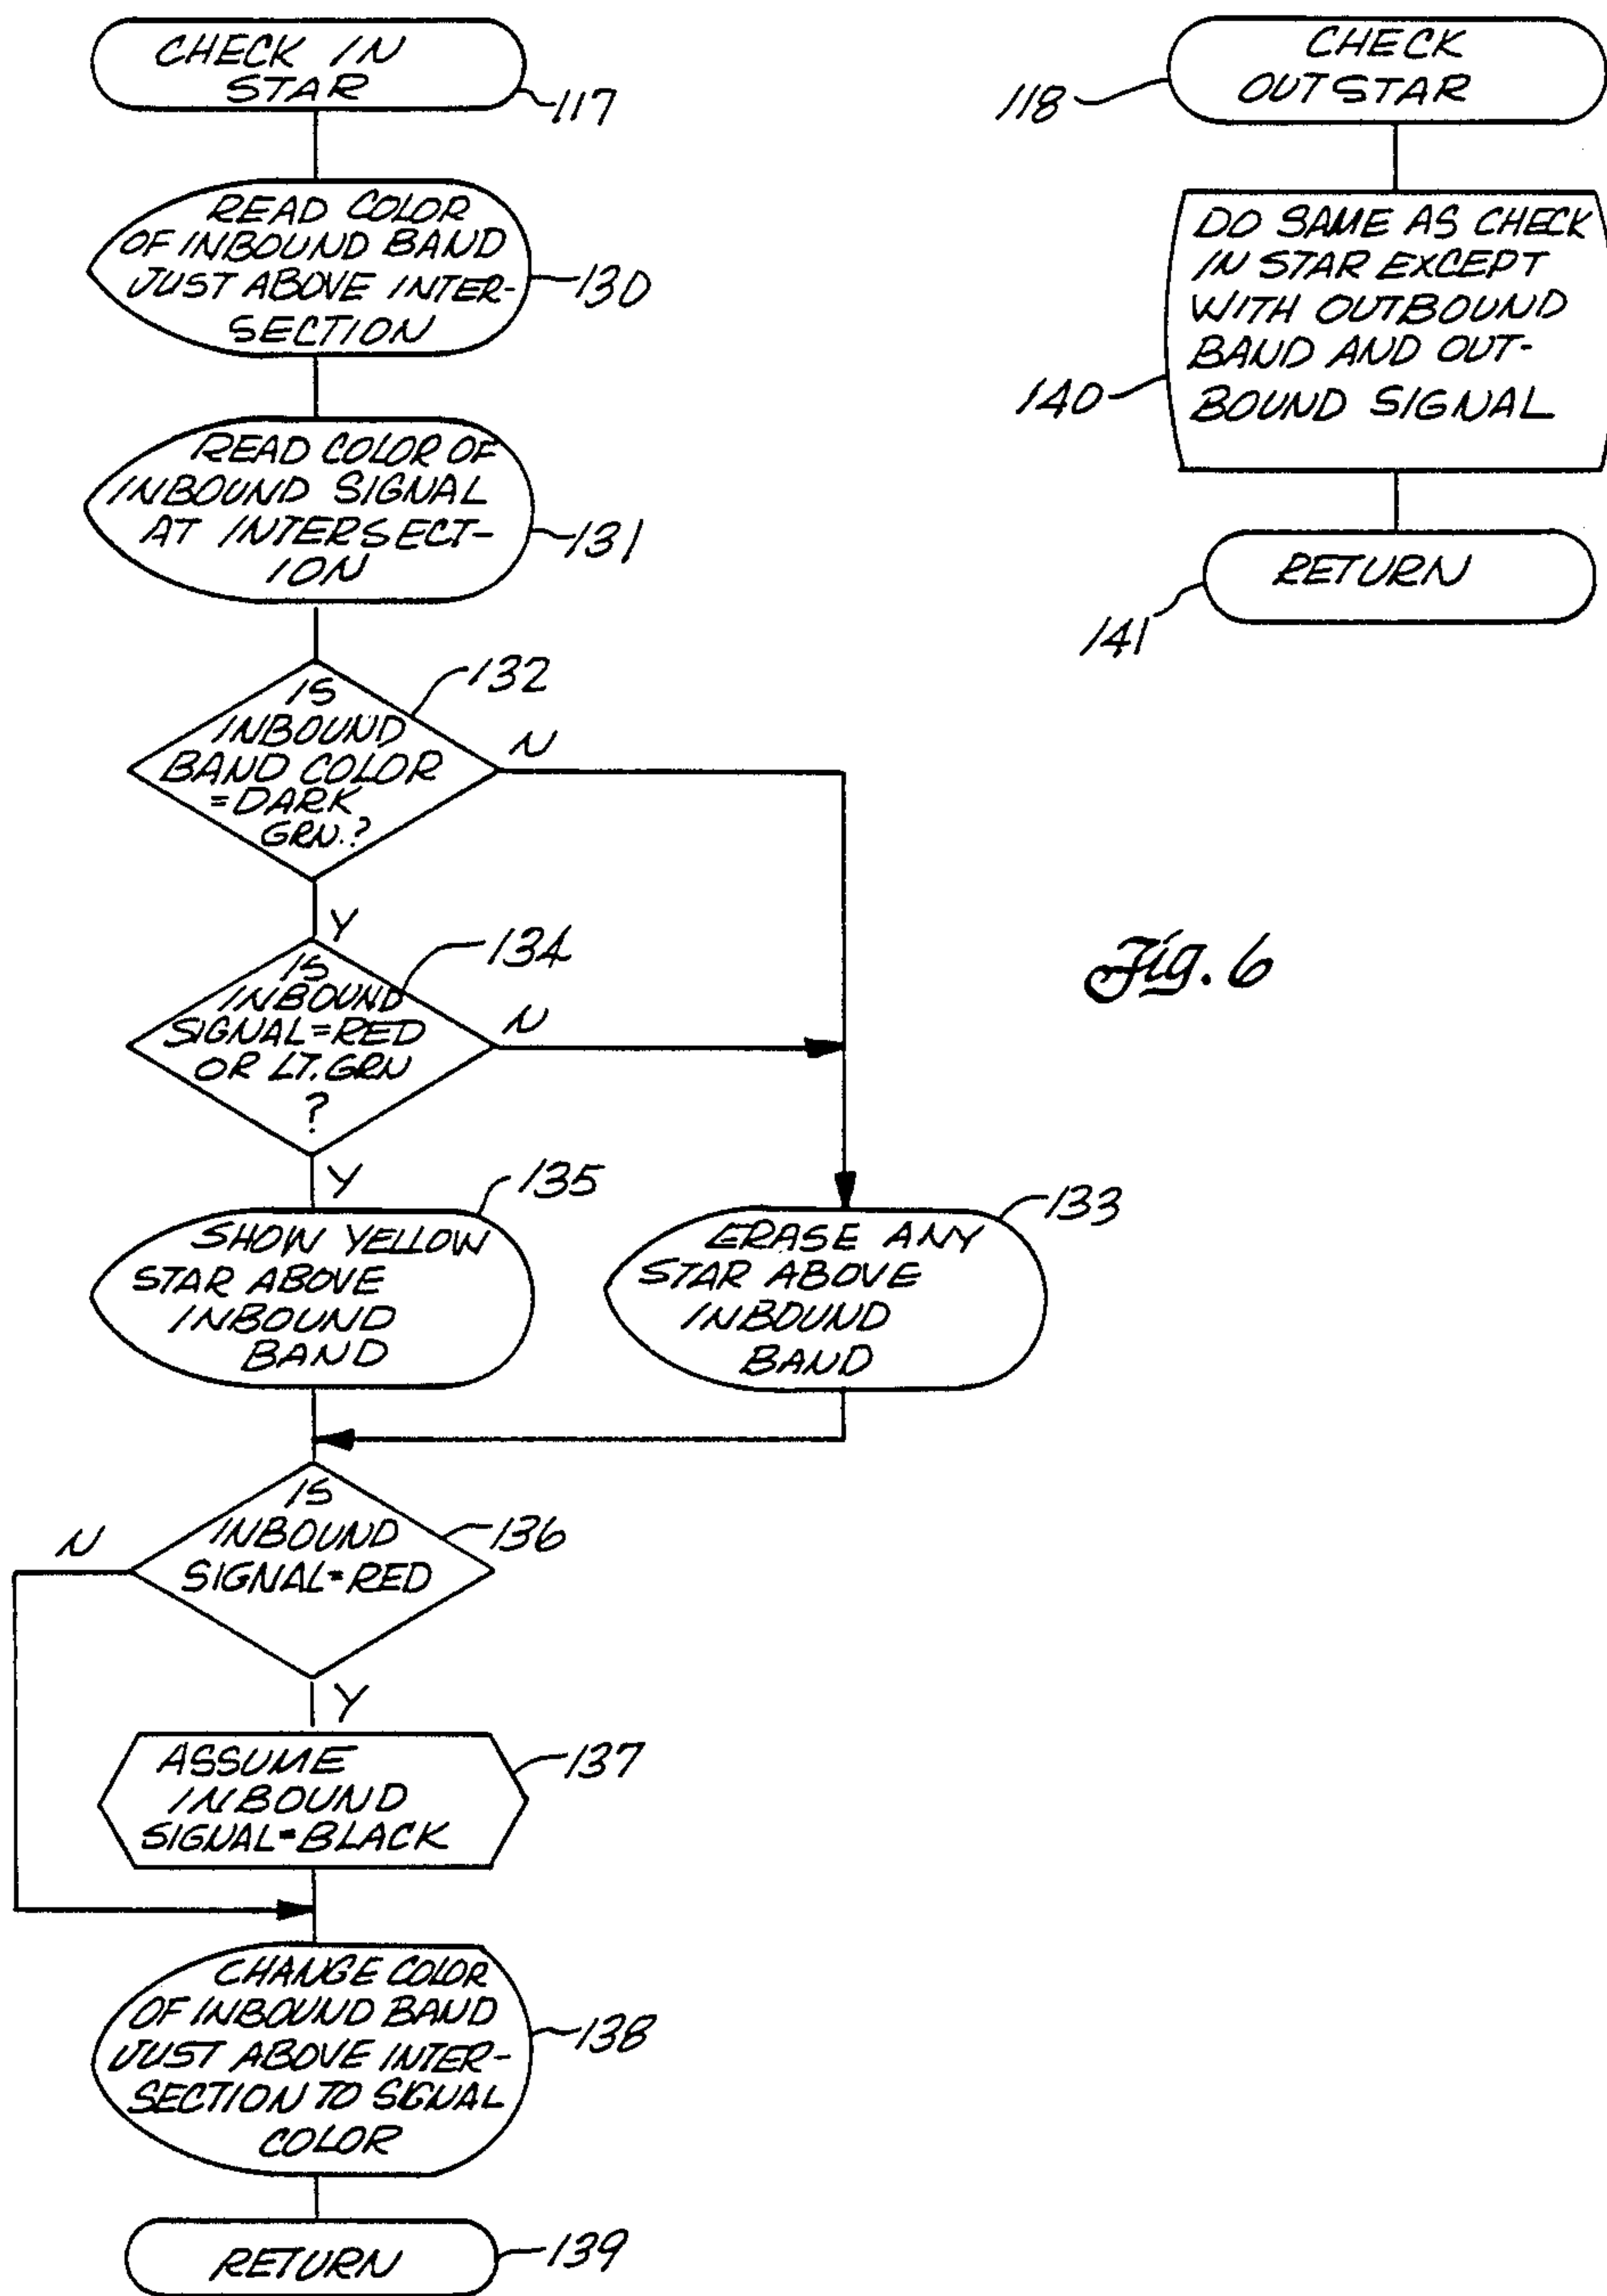 CHECK IN
STAR
117
READ COLOR
OF INBOUND BAND
JUST ABOVE INTER-
SECTION
130
READ COLOR OF
INBOUND SIGNAL
AT INTERSECT-
ION
131
IS
INBOUND
BAND COLOR
=DARK
GRN.?
132
N
Y
IS
INBOUND
SIGNAL=RED
OR LT.GRN
?
134
N
Y
SHOW YELLOW
STAR ABOVE
INBOUND
BAND
135
ERASE ANY
STAR ABOVE
INBOUND
BAND
133
IS
INBOUND
SIGNAL=RED
136
N
Y
ASSUME
INBOUND
SIGNAL=BLACK
137
CHANGE COLOR
OF INBOUND BAND
JUST ABOVE INTER-
SECTION TO SIGNAL
COLOR
138
RETURN
139
CHECK
OUT STAR
118
DO SAME AS CHECK
IN STAR EXCEPT
WITH OUTBOUND
BAND AND OUT-
BOUND SIGNAL
140
RETURN
141
Fig. 6